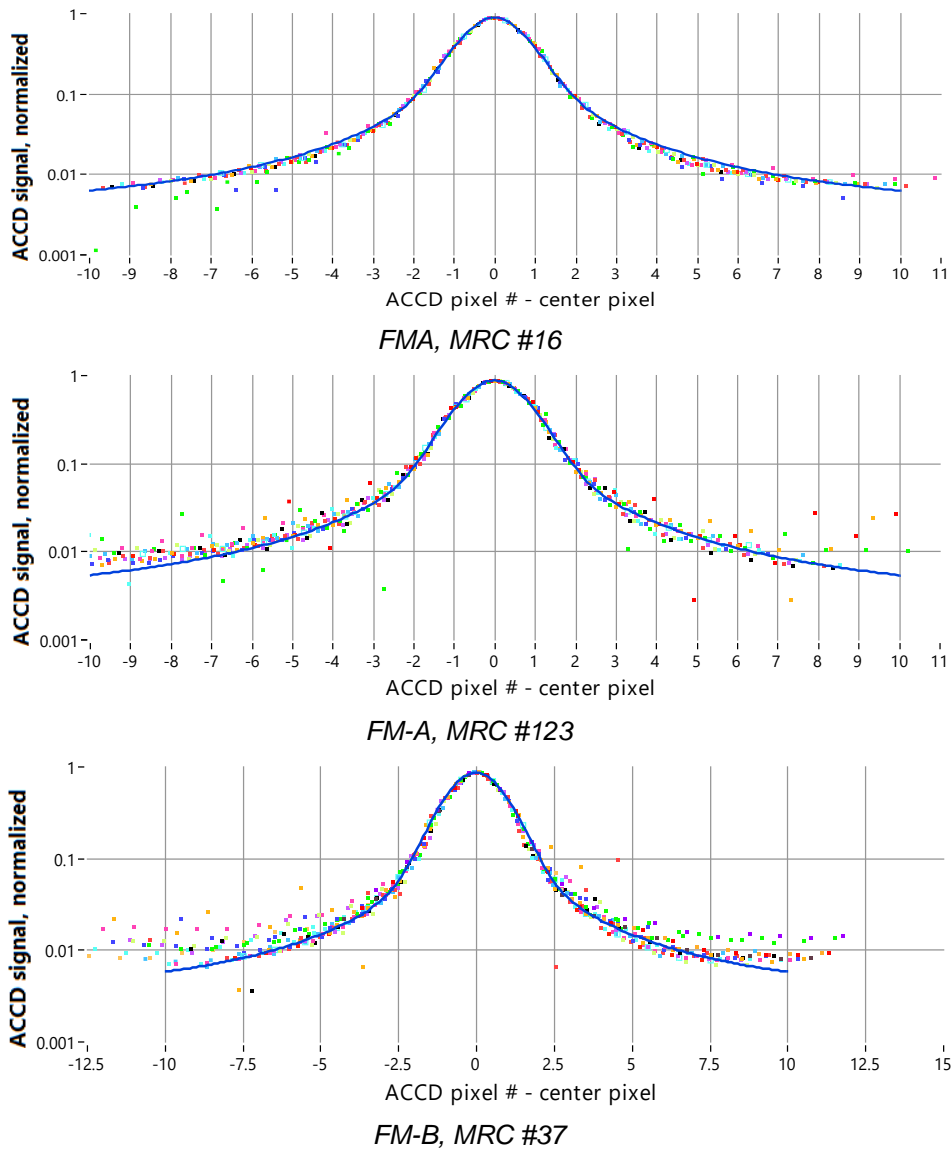 ACCD signal, normalized
1
0.1
0.01
0.001
-10 -9 -8 -7 -6 -5 -4 -3 -2 -1 0 1 2 3 4 5 6 7 8 9 10 11
ACCD pixel # - center pixel
FMA, MRC #16
ACCD signal, normalized
1
0.1
0.01
0.001
-10 -9 -8 -7 -6 -5 -4 -3 -2 -1 0 1 2 3 4 5 6 7 8 9 10 11
ACCD pixel # - center pixel
FM-A, MRC #123
ACCD signal, normalized
1
0.1
0.01
0.001
-12.5 -10 -7.5 -5 -2.5 0 2.5 5 7.5 10 12.5 15
ACCD pixel # - center pixel
FM-B, MRC #37